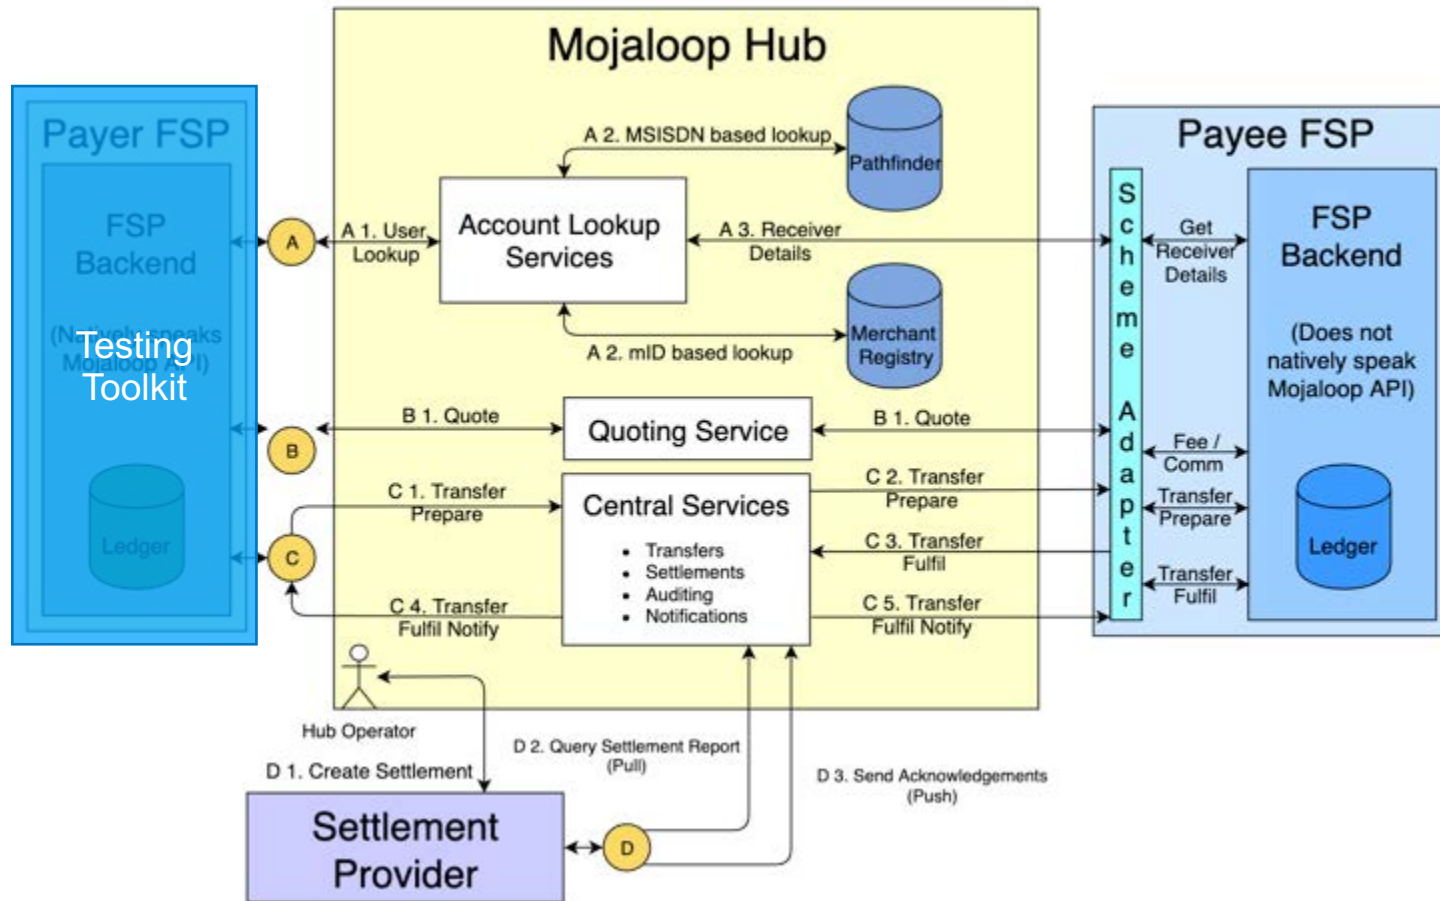 Mojaloop Hub
Payer FSP
FSP
Backend
(Natively speaks
Mojaloop API)
Testing
Toolkit
Ledger
A
B
C
A 1. User
Lookup
Account Lookup
Services
A 2. MSISDN based lookup
Pathfinder
A 3. Receiver
Details
A 2. mID based lookup
Merchant
Registry
B 1. Quote
Quoting Service
B 1. Quote
C 1. Transfer
Prepare
Central Services
• Transfers
• Settlements
• Auditing
• Notifications
C 2. Transfer
Prepare
C 3. Transfer
Fulfil
C 4. Transfer
Fulfil Notify
C 5. Transfer
Fulfil Notify
Payee FSP
Scheme Adapter
Get
Receiver
Details
Fee /
Comm
Transfer
Prepare
Transfer
Fulfil
FSP
Backend
(Does not
natively speak
Mojaloop API)
Ledger
Hub Operator
D 1. Create Settlement
D 2. Query Settlement Report
(Pull)
D 3. Send Acknowledgements
(Push)
Settlement
Provider
D